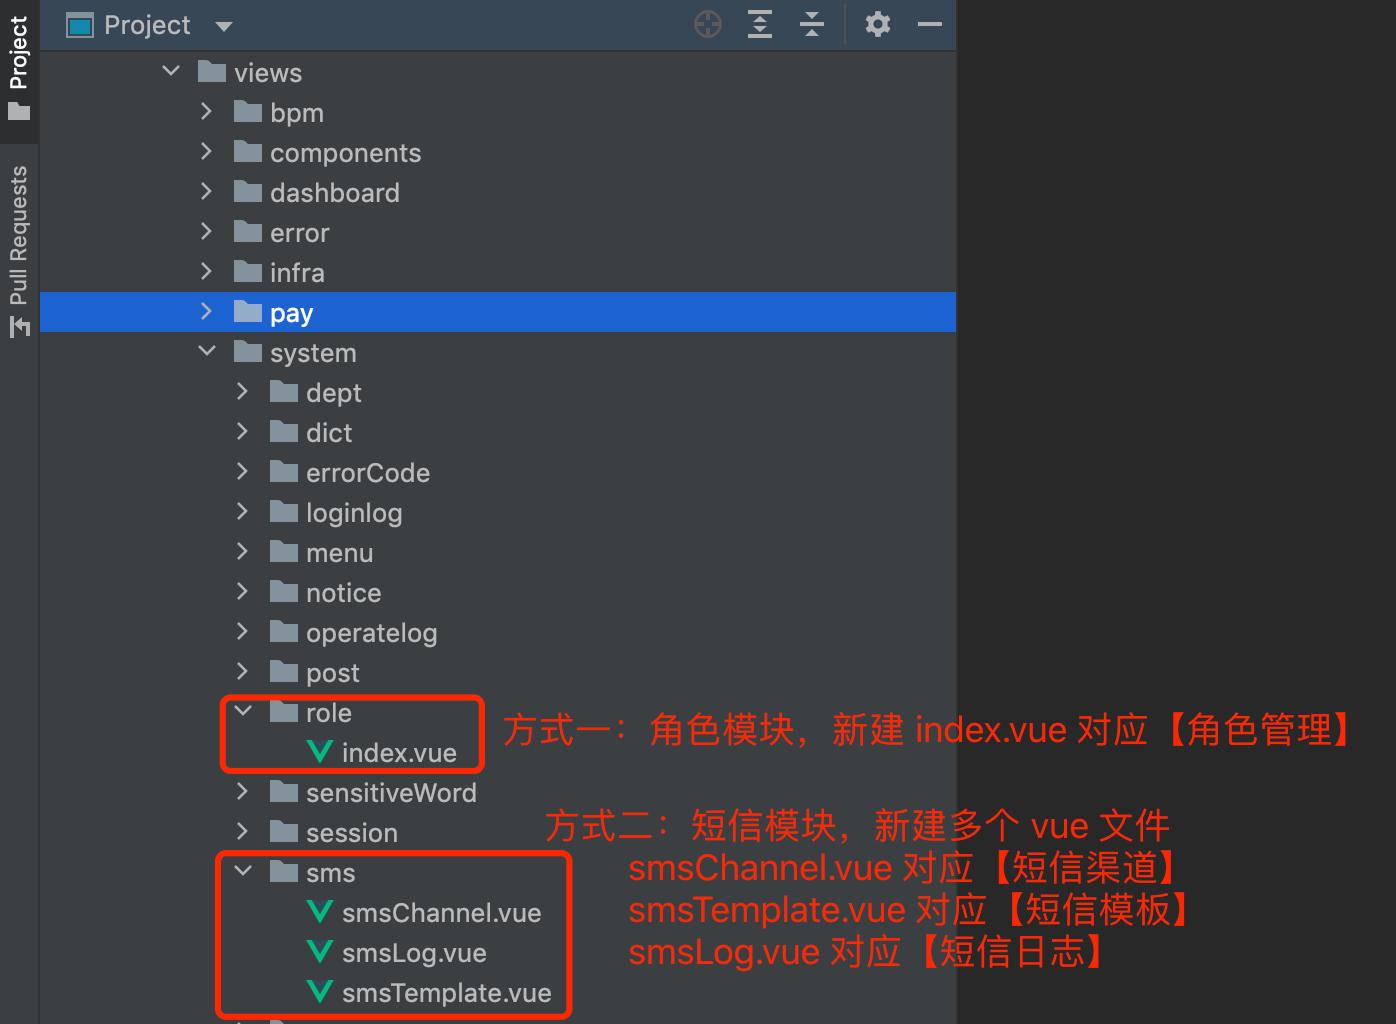 Project
Project
Pull Requests
views
bpm
components
dashboard
error
infra
pay
system
dept
dict
errorCode
loginlog
menu
notice
operatelog
post
role
index.vue
方式一：角色模块，新建 index.vue 对应【角色管理】
sensitiveWord
session
方式二：短信模块，新建多个 vue 文件
sms
smsChannel.vue 对应【短信渠道】
smsChannel.vue
smsTemplate.vue 对应【短信模板】
smsLog.vue
smsLog.vue 对应【短信日志】
smsTemplate.vue